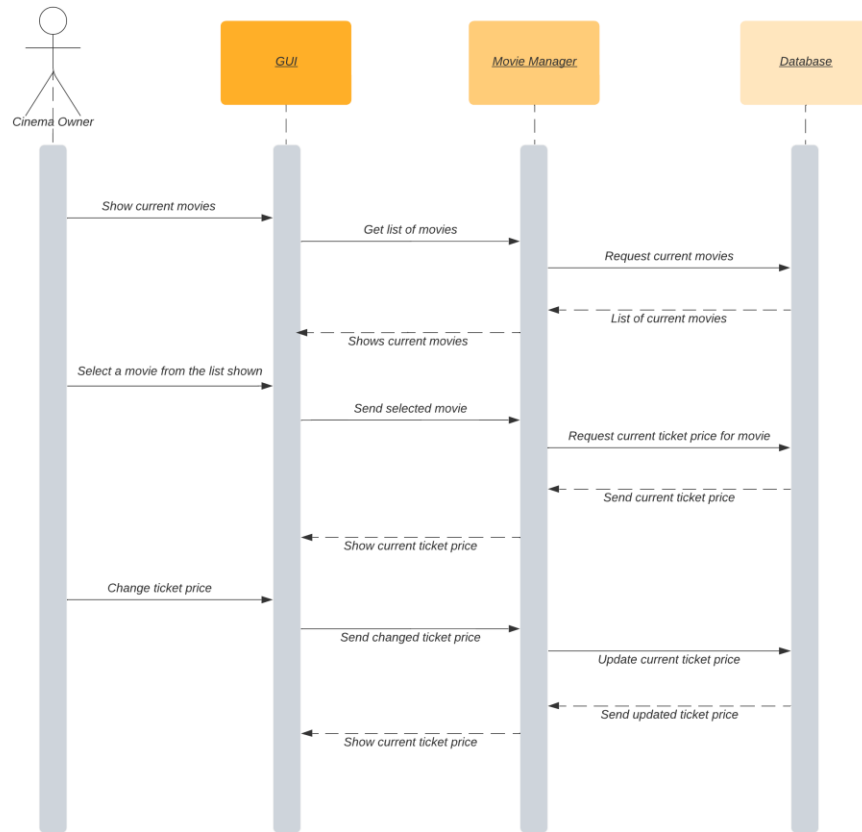 GUI
Movie Manager
Database
Cinema Owner
Show current movies
Get list of movies
Request current movies
List of current movies
Shows current movies
Select a movie from the list shown
Send selected movie
Request current ticket price for movie
Send current ticket price
Show current ticket price
Change ticket price
Send changed ticket price
Update current ticket price
Send updated ticket price
Show current ticket price